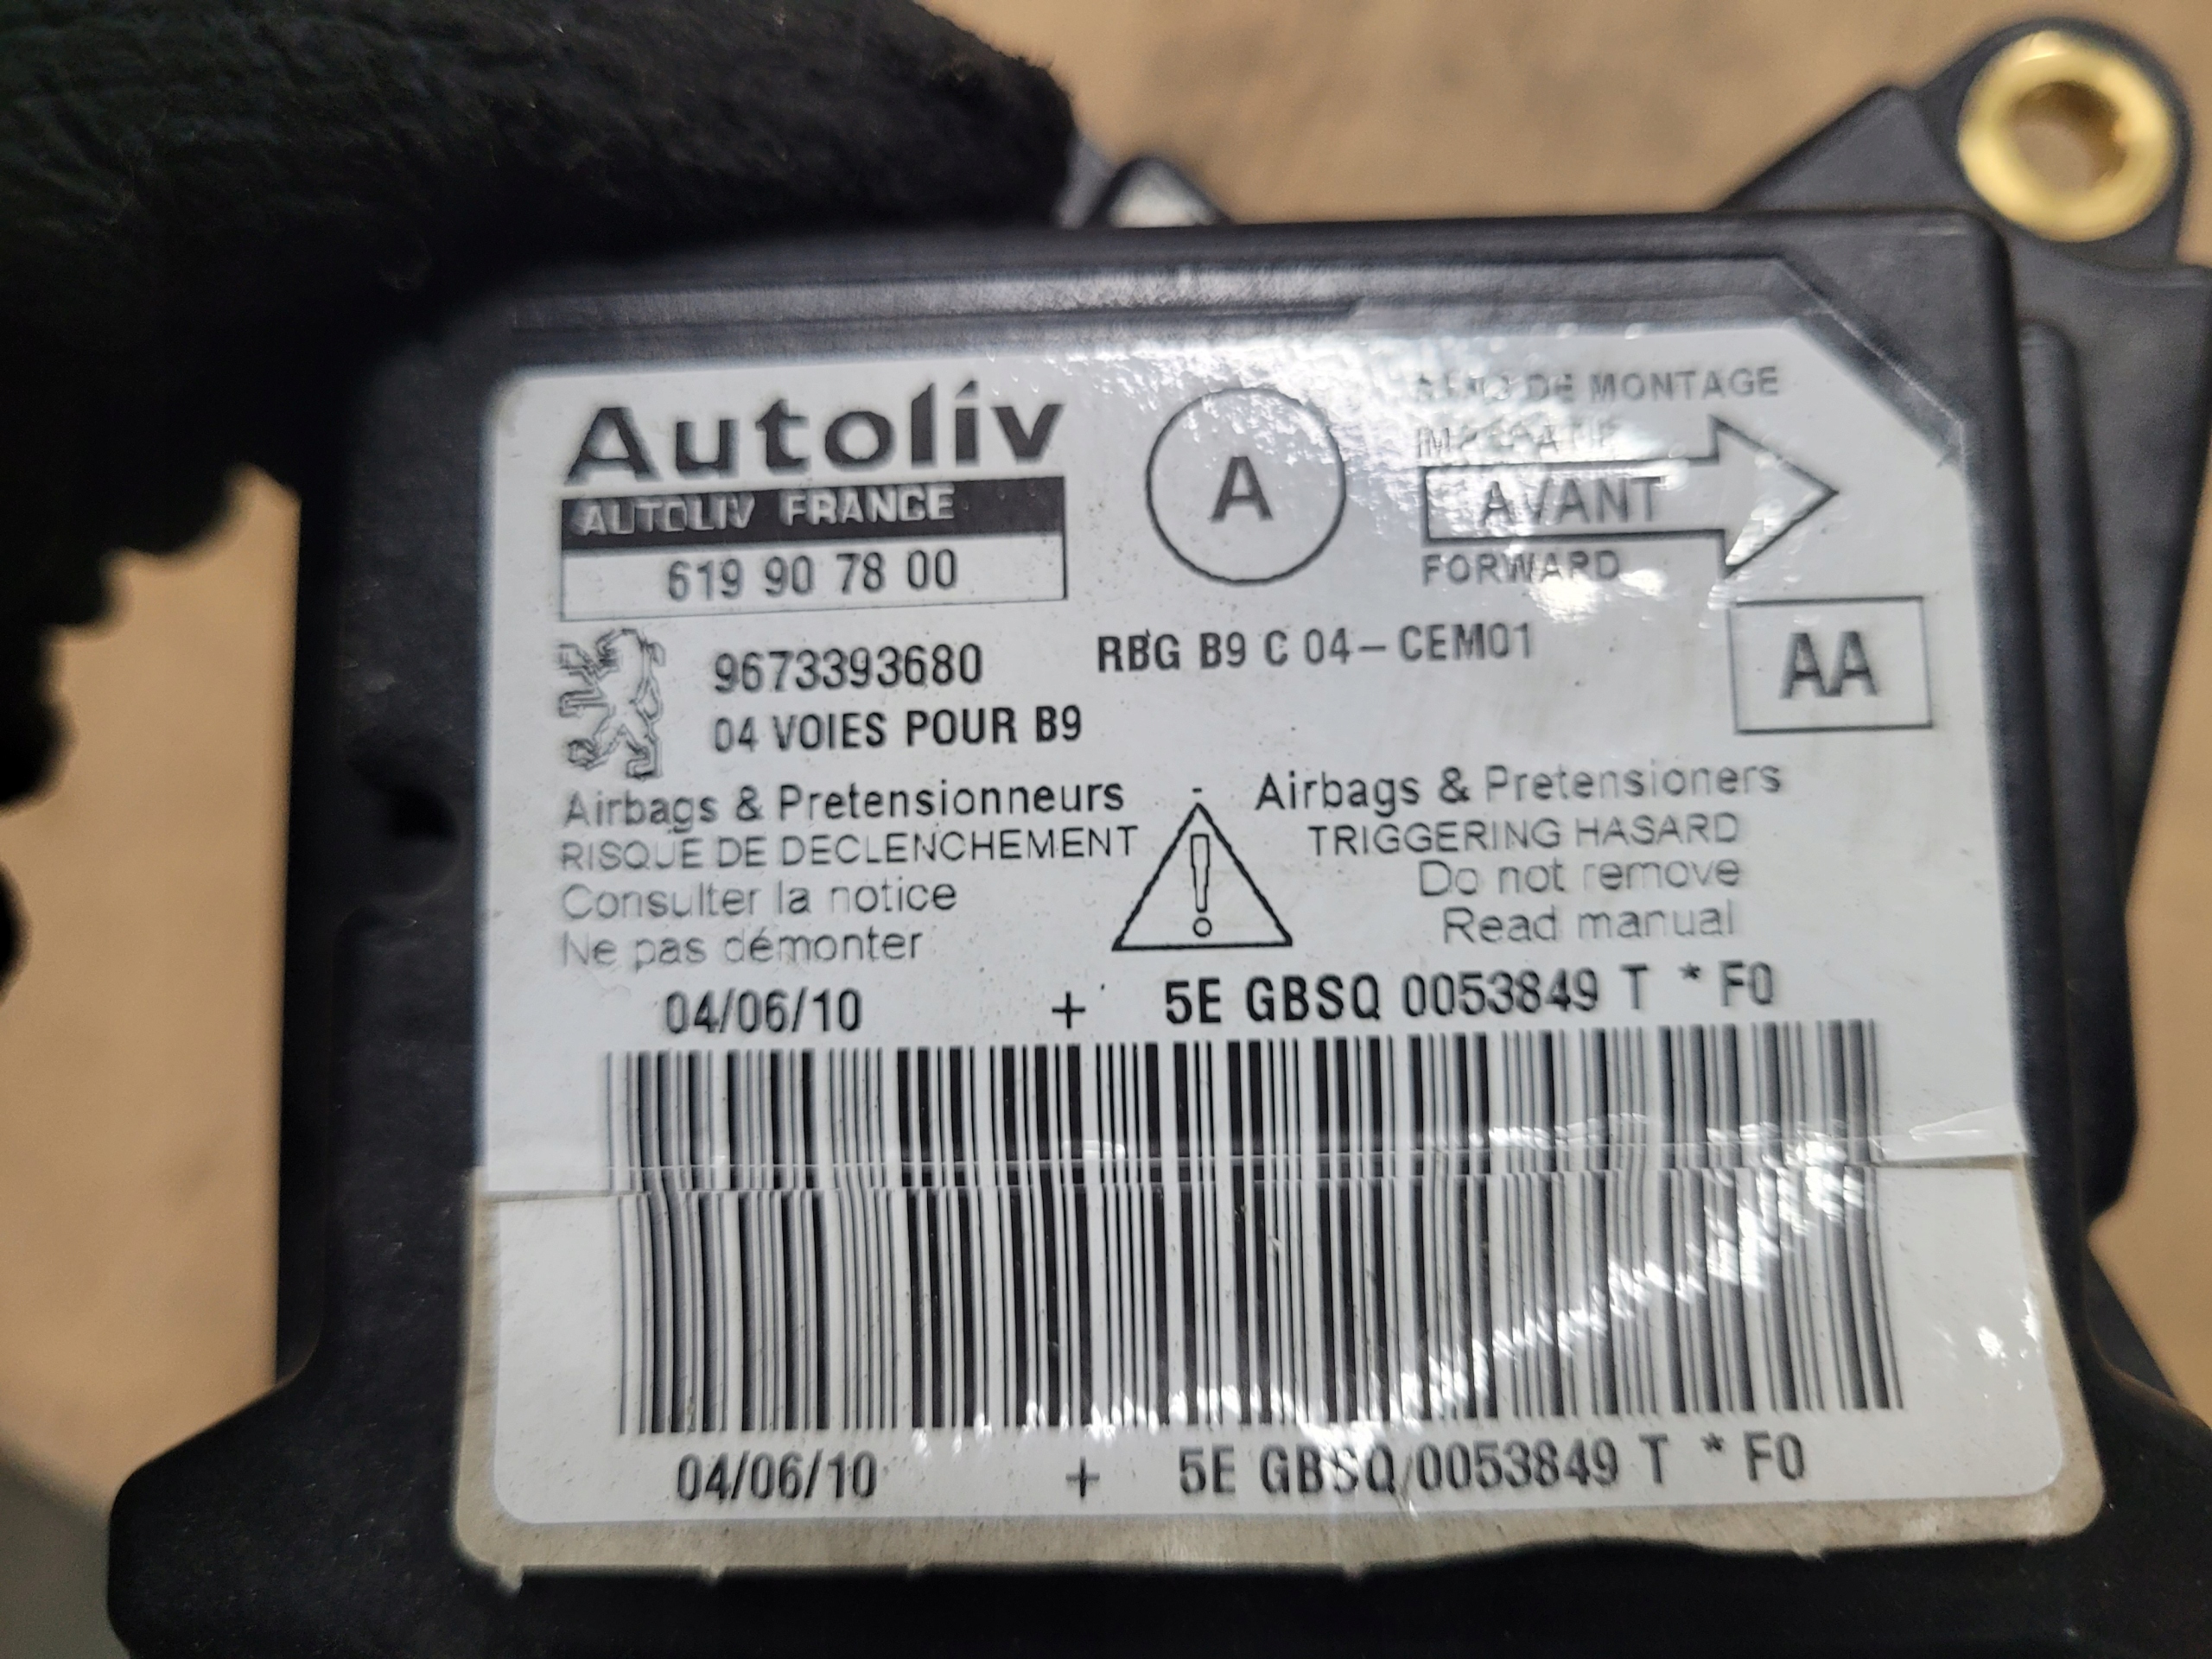 Autoliv
AUTOLIV FRANCE
619 90 78 00
A
DE MONTAGE
AVANT
FORWARD
9673393680
RBG B9 C 04-CEM01
AA
04 VOIES POUR B9
Airbags & Pretensionneurs - Airbags & Pretensioners
RISQUE DE DECLENCHEMENT
TRIGGERING HASARD
Consulter la notice
Do not remove
Ne pas démonter
Read manual
04/06/10 + 5E GBSQ 0053849 T * F0
04/06/10 + 5E GBSQ 0053849 T * F0